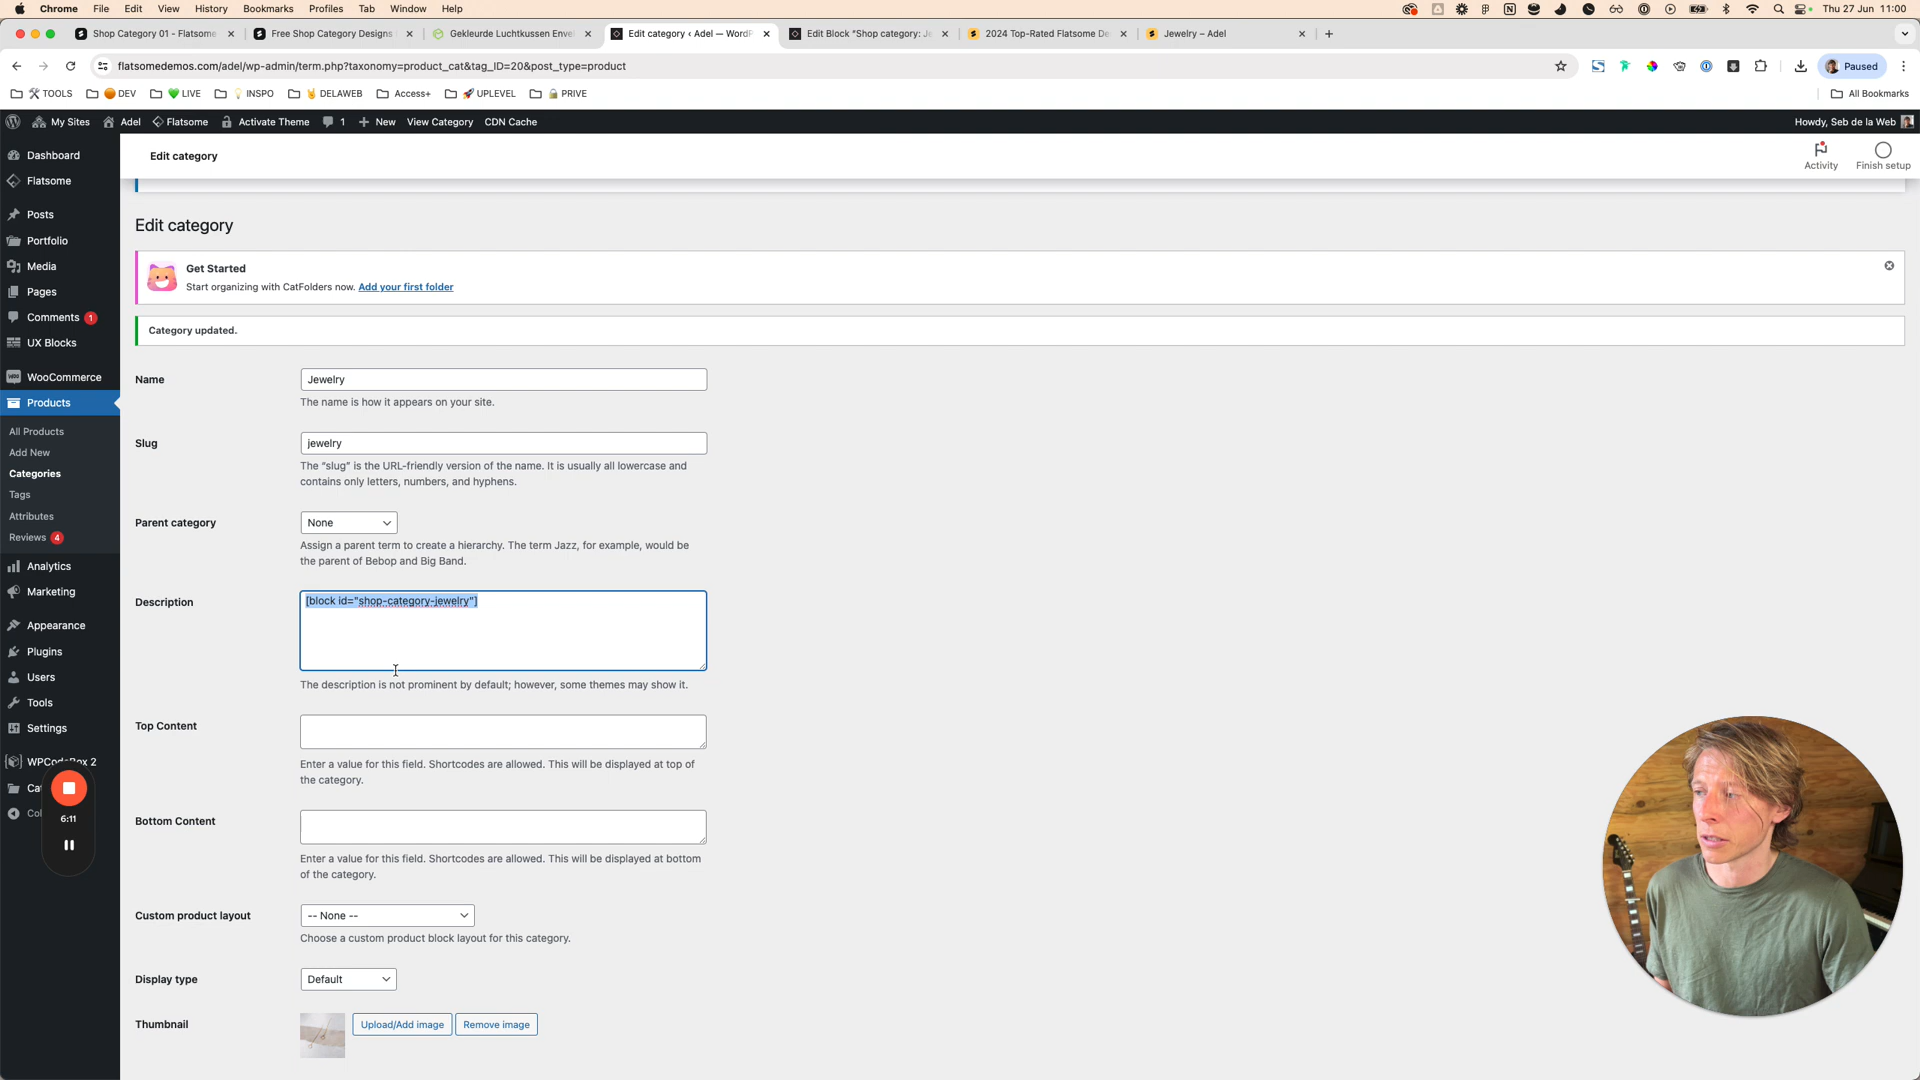 Chrome File Edit View History Bookmarks Profiles Tab Window Help Thu 27 Jun 11:00
Shop Category 01 - Flatsome Free Shop Category Designs Gekleurde Luchtkussen Enve Edit category ‹ Adel — WordP Edit Block "Shop category: Je 2024 Top-Rated Flatsome De Jewelry – Adel
flatsomedemos.com/adel/wp-admin/term.php?taxonomy=product_cat&tag_ID=20&post_type=product Paused
TOOLS DEV LIVE INSPO DELAWEB Access+ UPLEVEL PRIVE All Bookmarks
My Sites Adel Flatsome Activate Theme 1 New View Category CDN Cache Howdy, Seb de la Web
Edit category
Activity
Finish setup
Dashboard
Flatsome
Posts
Portfolio
Media
Pages
Comments 1
UX Blocks
WooCommerce
Products
All Products
Add New
Categories
Tags
Attributes
Reviews 4
Analytics
Marketing
Appearance
Plugins
Users
Tools
Settings
WPCodeBox 2
Ca
Col
6:11
Edit category
Get Started
Start organizing with CatFolders now. Add your first folder
Category updated.
Name
Jewelry
The name is how it appears on your site.
Slug
jewelry
The “slug” is the URL-friendly version of the name. It is usually all lowercase and
contains only letters, numbers, and hyphens.
Parent category
None
Assign a parent term to create a hierarchy. The term Jazz, for example, would be
the parent of Bebop and Big Band.
Description
[block id="shop-category-jewelry"]
The description is not prominent by default; however, some themes may show it.
Top Content
Enter a value for this field. Shortcodes are allowed. This will be displayed at top of
the category.
Bottom Content
Enter a value for this field. Shortcodes are allowed. This will be displayed at bottom
of the category.
Custom product layout
-- None --
Choose a custom product block layout for this category.
Display type
Default
Thumbnail
Upload/Add image
Remove image